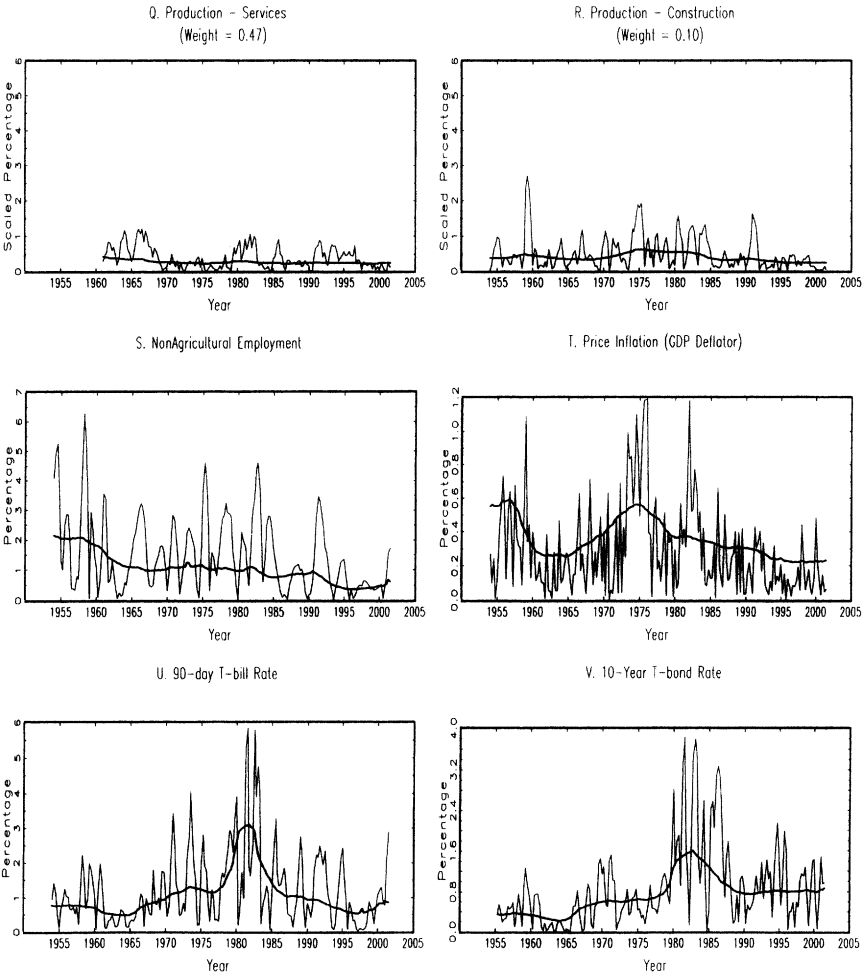 Q. Production - Services
(Weight = 0.47)
Scaled Percentage
0 1 2 3 4 5 6
1955 1960 1965 1970 1975 1980 1985 1990 1995 2000 2005
Year
R. Production - Construction
(Weight = 0.10)
Scaled Percentage
0 1 2 3 4 5 6
1955 1960 1965 1970 1975 1980 1985 1990 1995 2000 2005
Year
S. NonAgricultural Employment
Percentage
0 1 2 3 4 5 6 7
1955 1960 1965 1970 1975 1980 1985 1990 1995 2000 2005
Year
T. Price Inflation (GDP Deflator)
Percentage
0.0 0.2 0.4 0.6 0.8 1.0 1.2
1955 1960 1965 1970 1975 1980 1985 1990 1995 2000 2005
Year
U. 90-day T-bill Rate
Percentage
0 1 2 3 4 5 6
1955 1960 1965 1970 1975 1980 1985 1990 1995 2000 2005
Year
V. 10-Year T-bond Rate
Percentage
0.0 0.8 1.6 2.4 3.2 4.0
1955 1960 1965 1970 1975 1980 1985 1990 1995 2000 2005
Year